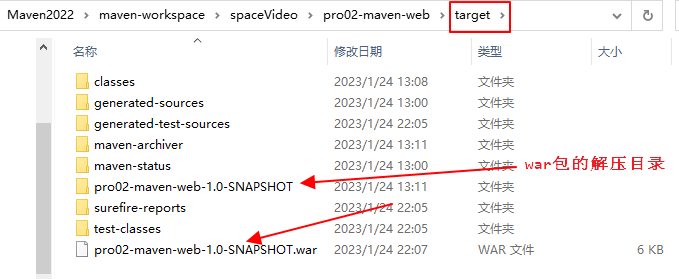 Maven2022 > maven-workspace > spaceVideo > pro02-maven-web > target >
名称 修改日期 类型 大小
classes 2023/1/24 13:08 文件夹
generated-sources 2023/1/24 13:00 文件夹
generated-test-sources 2023/1/24 22:05 文件夹
maven-archiver 2023/1/24 13:11 文件夹
maven-status 2023/1/24 13:00 文件夹
war包的解压目录
pro02-maven-web-1.0-SNAPSHOT 2023/1/24 13:11 文件夹
surefire-reports 2023/1/24 22:05 文件夹
test-classes 2023/1/24 22:05 文件夹
pro02-maven-web-1.0-SNAPSHOT.war 2023/1/24 22:07 WAR 文件 6 KB